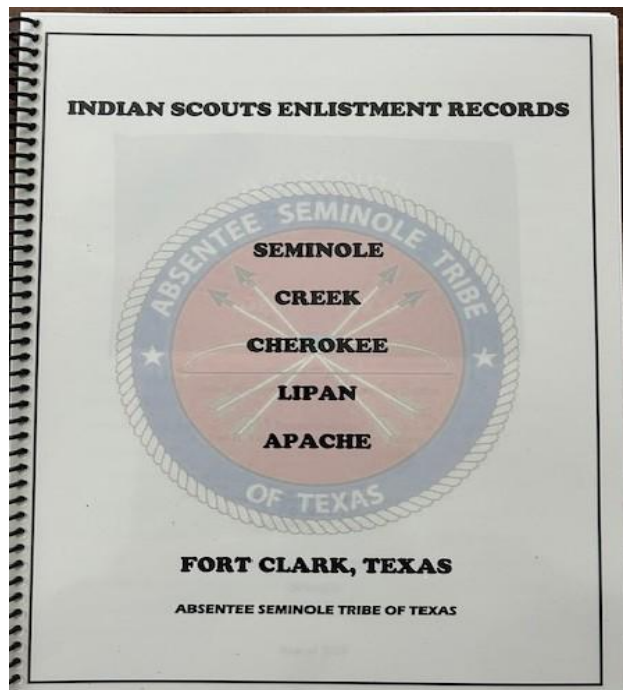 INDIAN SCOUTS ENLISTMENT RECORDS
ABSENTEE SEMINOLE TRIBE
SEMINOLE
CREEK
CHEROKEE
LIPAN
APACHE
OF TEXAS
FORT CLARK, TEXAS
ABSENTEE SEMINOLE TRIBE OF TEXAS